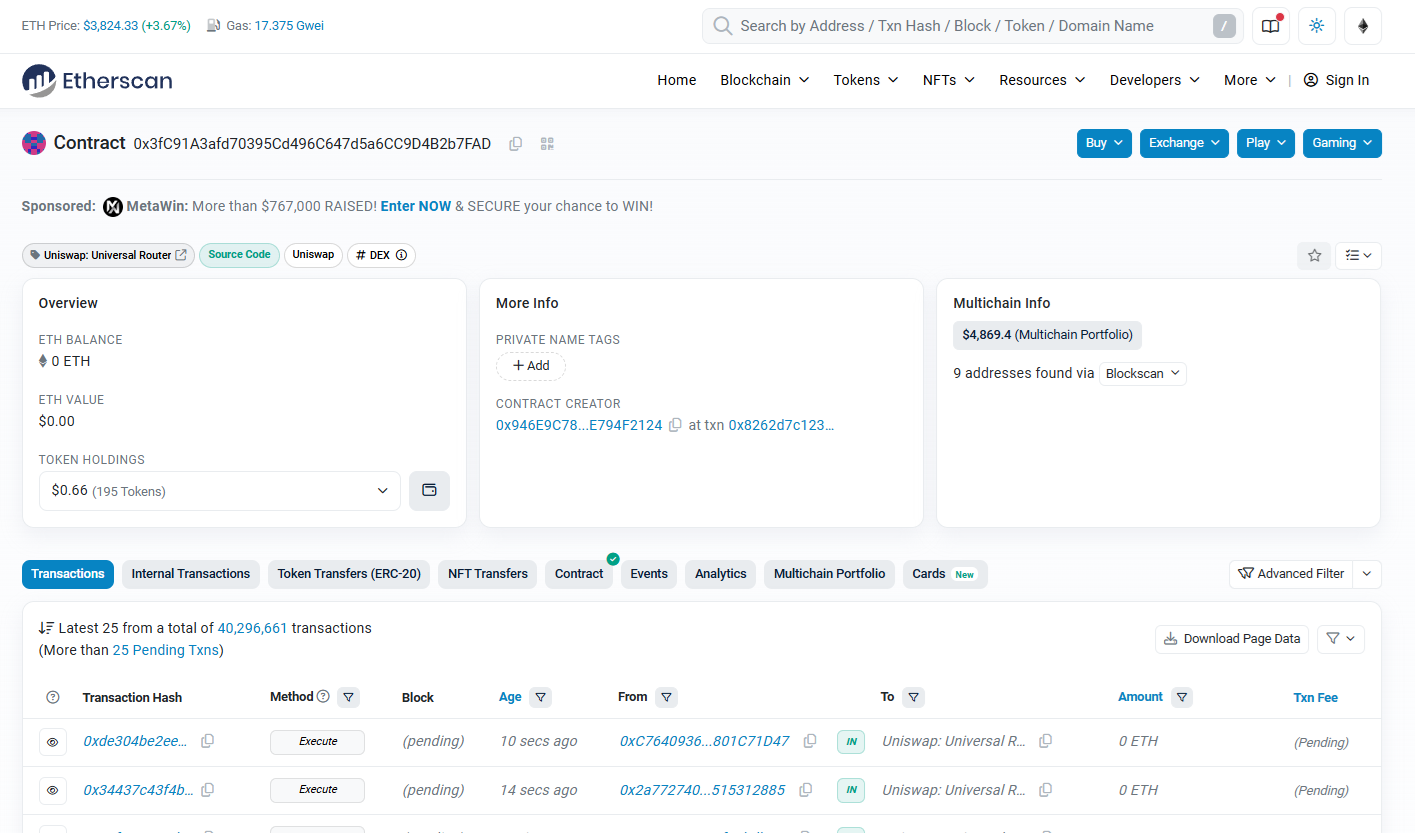 ETH Price: $3,824.33 (+3.67%) Gas: 17.375 Gwei
Search by Address / Txn Hash / Block / Token / Domain Name /
Etherscan
Home Blockchain Tokens NFTs Resources Developers More | Sign In
Contract 0x3fC91A3afd70395Cd496C647d5a6CC9D4B2b7FAD
Buy Exchange Play Gaming
Sponsored: MetaWin: More than $767,000 RAISED! Enter NOW & SECURE your chance to WIN!
Uniswap: Universal Router Source Code Uniswap # DEX
Overview
ETH BALANCE
0 ETH
ETH VALUE
$0.00
TOKEN HOLDINGS
$0.66 (195 Tokens)
More Info
PRIVATE NAME TAGS
+ Add
CONTRACT CREATOR
0x946E9C78...E794F2124 at txn 0x8262d7c123...
Multichain Info
$4,869.4 (Multichain Portfolio)
9 addresses found via Blockscan
Transactions Internal Transactions Token Transfers (ERC-20) NFT Transfers Contract Events Analytics Multichain Portfolio Cards New Advanced Filter
Latest 25 from a total of 40,296,661 transactions
(More than 25 Pending Txns)
Download Page Data
Transaction Hash Method Block Age From To Amount Txn Fee
0xde304be2ee... Execute (pending) 10 secs ago 0xC7640936...801C71D47 IN Uniswap: Universal R... 0 ETH (Pending)
0x34437c43f4b... Execute (pending) 14 secs ago 0x2a772740...515312885 IN Uniswap: Universal R... 0 ETH (Pending)